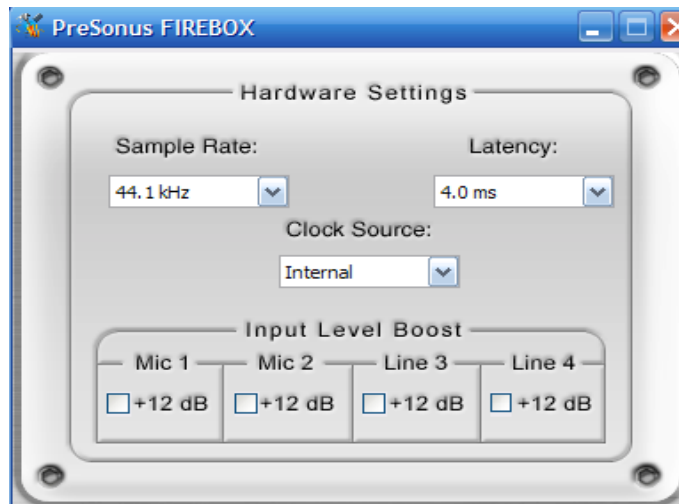 PreSonus FIREBOX
Hardware Settings
Sample Rate: Latency:
44.1 kHz 4.0 ms
Clock Source:
Internal
Input Level Boost
Mic 1 Mic 2 Line 3 Line 4
+12 dB +12 dB +12 dB +12 dB